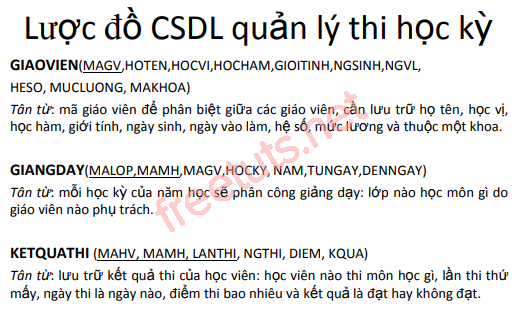 Lược đồ CSDL quản lý thi học kỳ
GIAOVIEN(MAGV,HOTEN,HOCVI,HOCHAM,GIOITINH,NGSINH,NGVL,
HESO, MUCLUONG, MAKHOA)
Tân từ: mã giáo viên để phân biệt giữa các giáo viên, cần lưu trữ họ tên, học vị,
học hàm, giới tính, ngày sinh, ngày vào làm, hệ số, mức lương và thuộc một khoa.
GIANGDAY(MALOP,MAMH,MAGV,HOCKY, NAM,TUNGAY,DENNGAY)
Tân từ: mỗi học kỳ của năm học sẽ phân công giảng dạy: lớp nào học môn gì do
giáo viên nào phụ trách.
KETQUATHI (MAHV, MAMH, LANTHI, NGTHI, DIEM, KQUA)
Tân từ: lưu trữ kết quả thi của học viên: học viên nào thi môn học gì, lần thi thứ
mấy, ngày thi là ngày nào, điểm thi bao nhiêu và kết quả là đạt hay không đạt.
freetuts.net